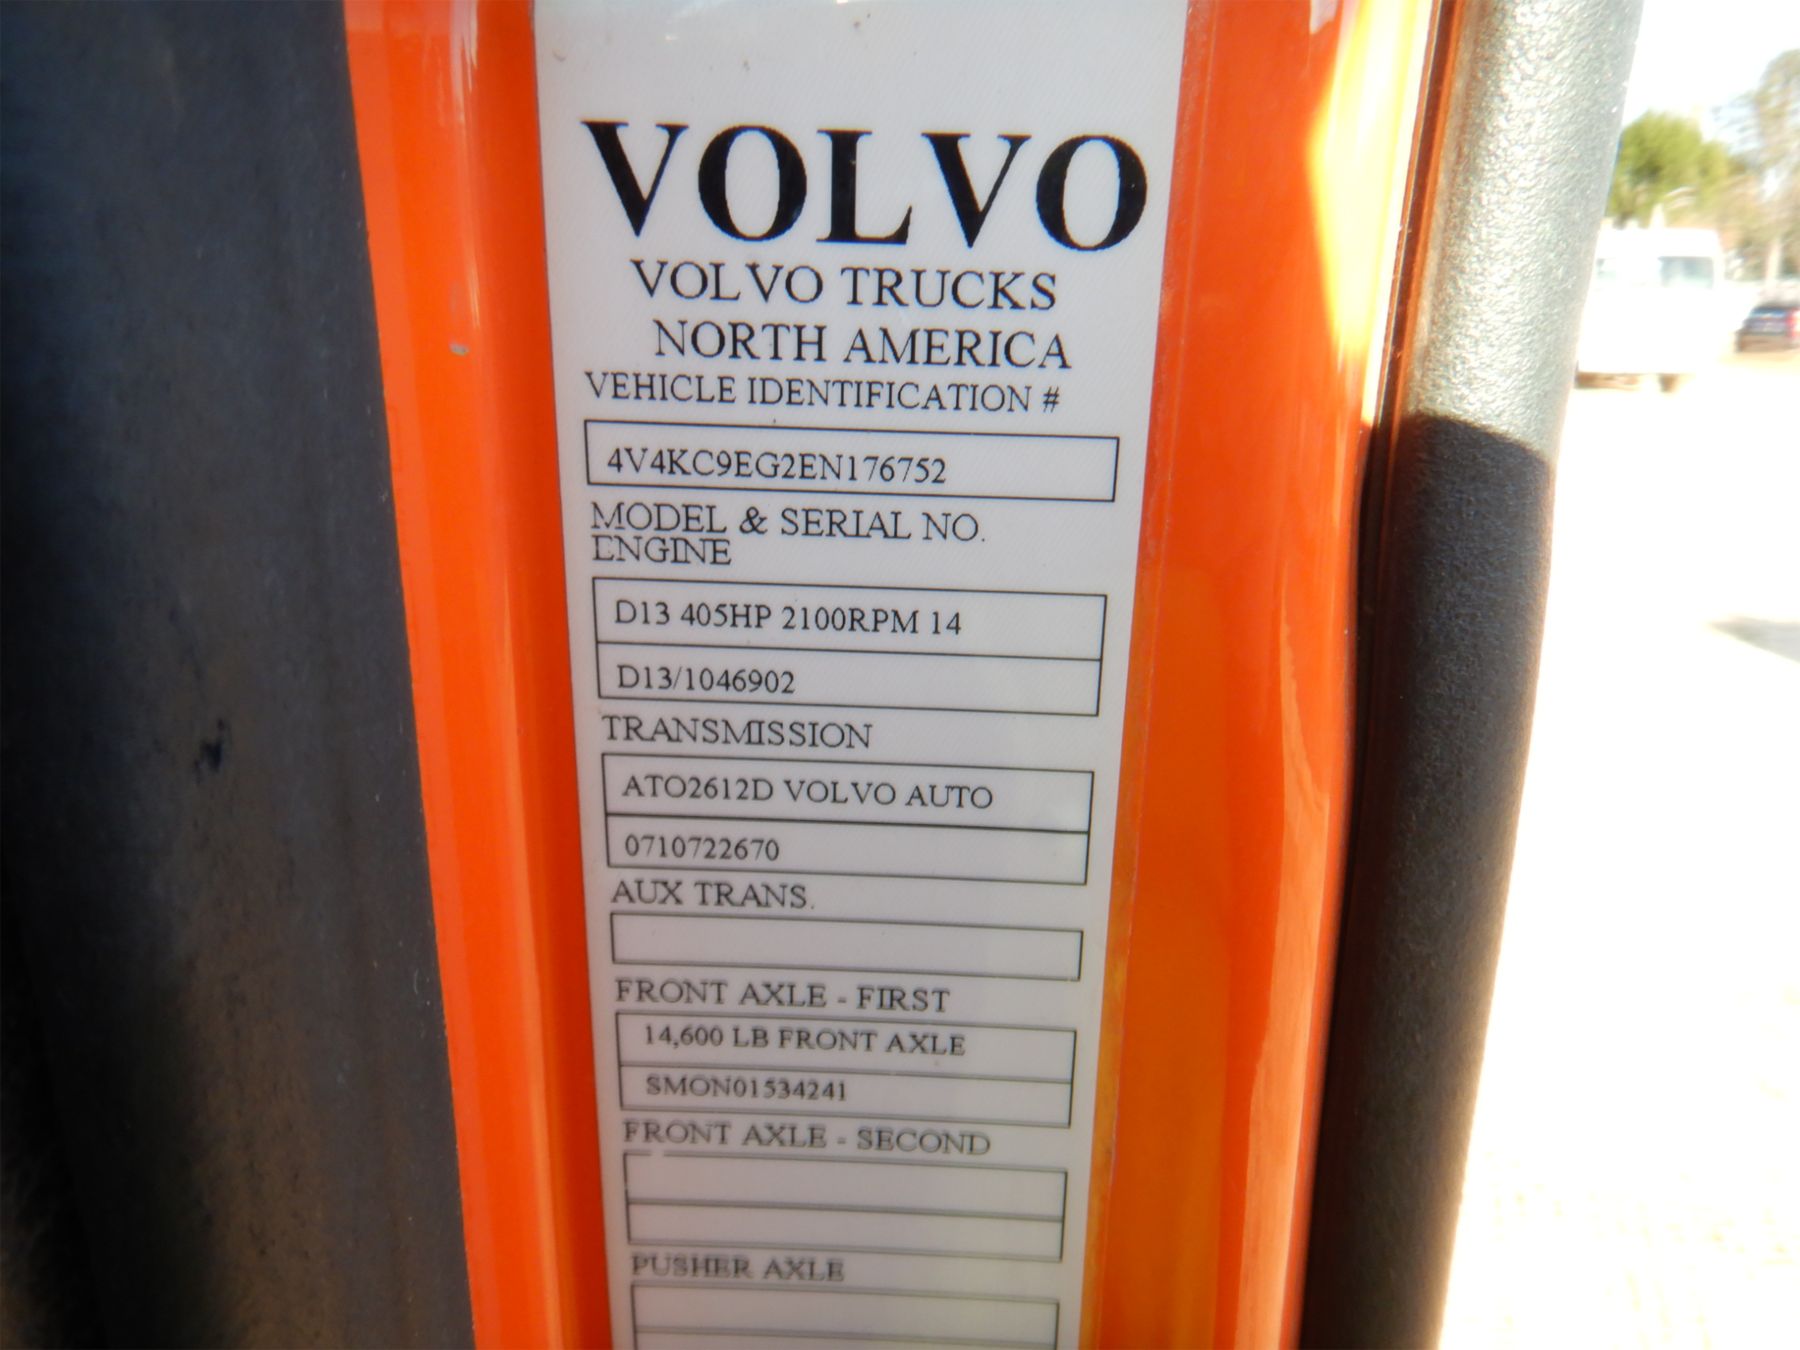 VOLVO
VOLVO TRUCKS
NORTH AMERICA
VEHICLE IDENTIFICATION #
4V4KC9EG2EN176752
MODEL & SERIAL NO.
ENGINE
D13 405HP 2100RPM 14
D13/1046902
TRANSMISSION
ATO2612D VOLVO AUTO
0710722670
AUX TRANS.
FRONT AXLE - FIRST
14,600 LB FRONT AXLE
SMON01534241
FRONT AXLE - SECOND
PUSHER AXLE